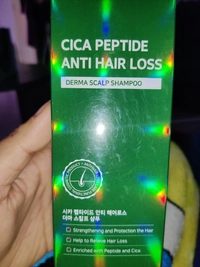 CICA PEPTIDE
ANTI HAIR LOSS
DERMA SCALP SHAMPOO
시카 펩타이드 안티 헤어로스
더마 스칼프 샴푸
Strengthening and Protection the Hair
Help to Relieve Hair Loss
Enriched with Peptide and Cica